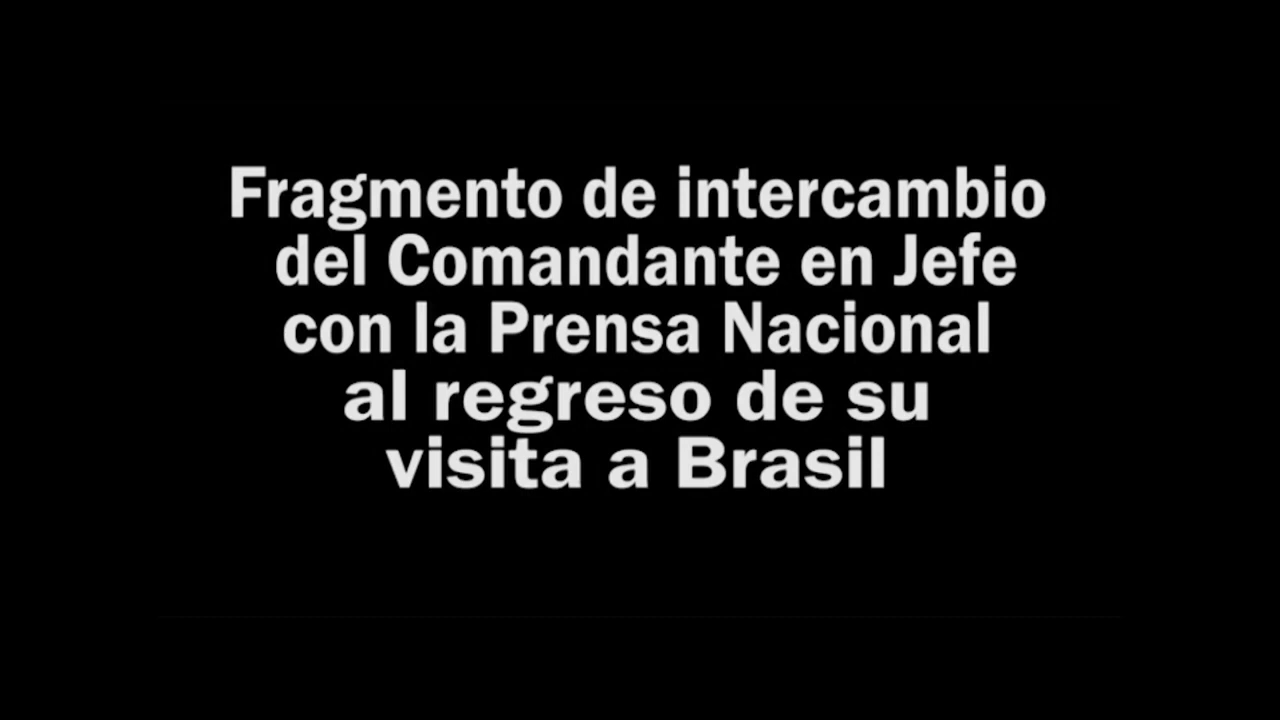 Fragmento de intercambio
del Comandante en Jefe
con la Prensa Nacional
al regreso de su
visita a Brasil